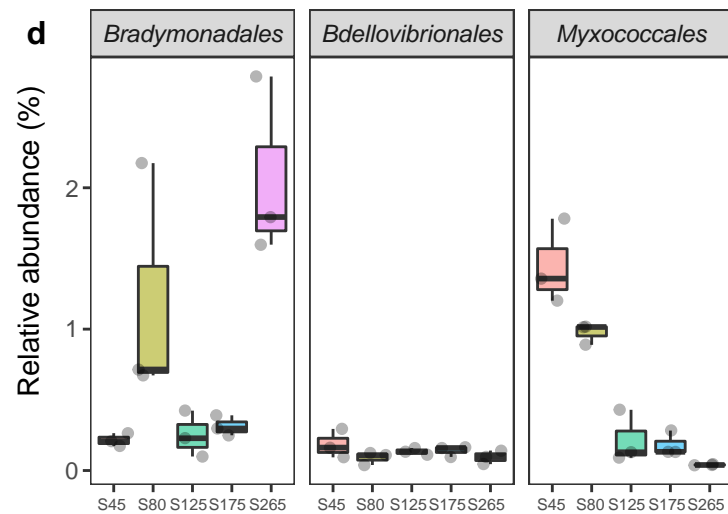 d
Bradymonadales Bdellovibrionales Myxococcales
Relative abundance (%)
2
1
0
S45 S80 S125 S175 S265 S45 S80 S125 S175 S265 S45 S80 S125 S175 S265